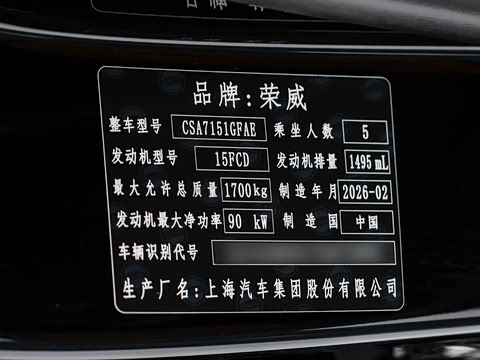 品牌:荣威
整车型号 CSA7151GFAE 乘坐人数 5
发动机型号 15FCD 发动机排量 1495 mL
最大允许总质量 1700kg 制造年月 2026-02
发动机最大净功率 90 kW 制造国 中国
车辆识别代号
生产厂名:上海汽车集团股份有限公司